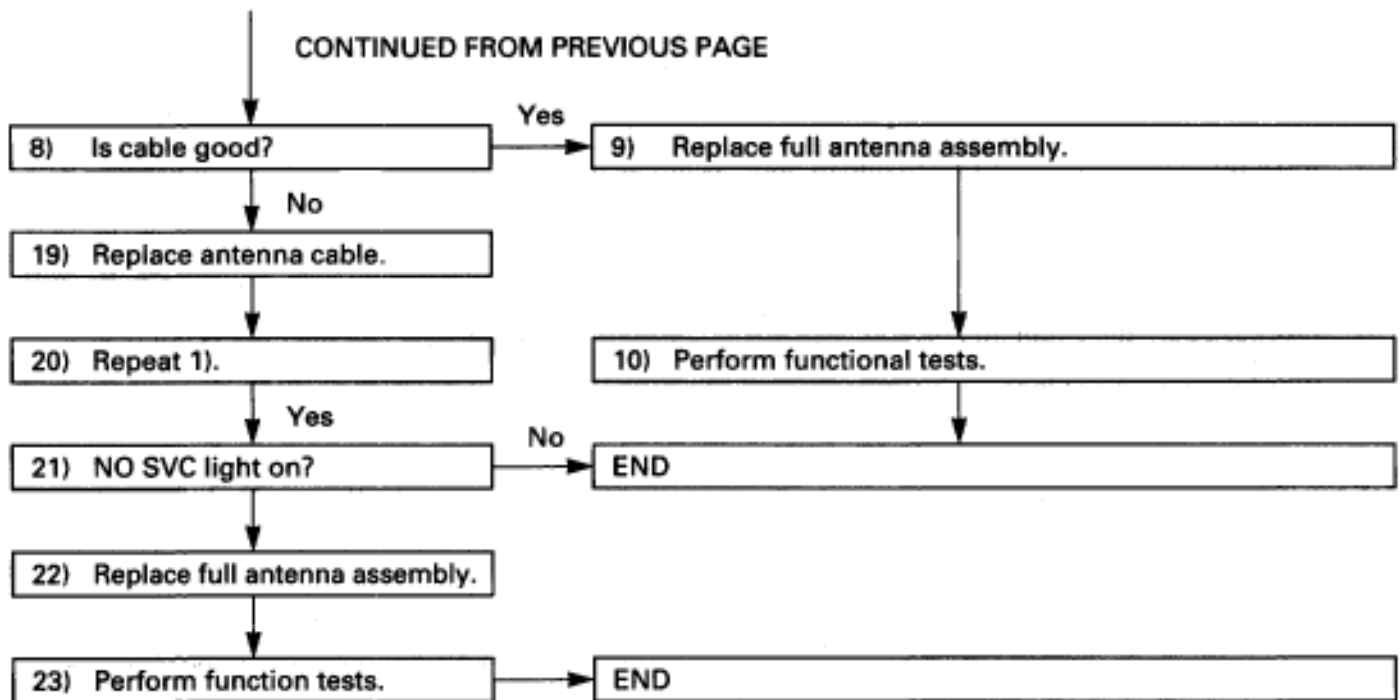 CONTINUED FROM PREVIOUS PAGE
8) Is cable good?
Yes
9) Replace full antenna assembly.
No
19) Replace antenna cable.
20) Repeat 1).
10) Perform functional tests.
Yes
21) NO SVC light on?
No
END
22) Replace full antenna assembly.
23) Perform function tests.
END